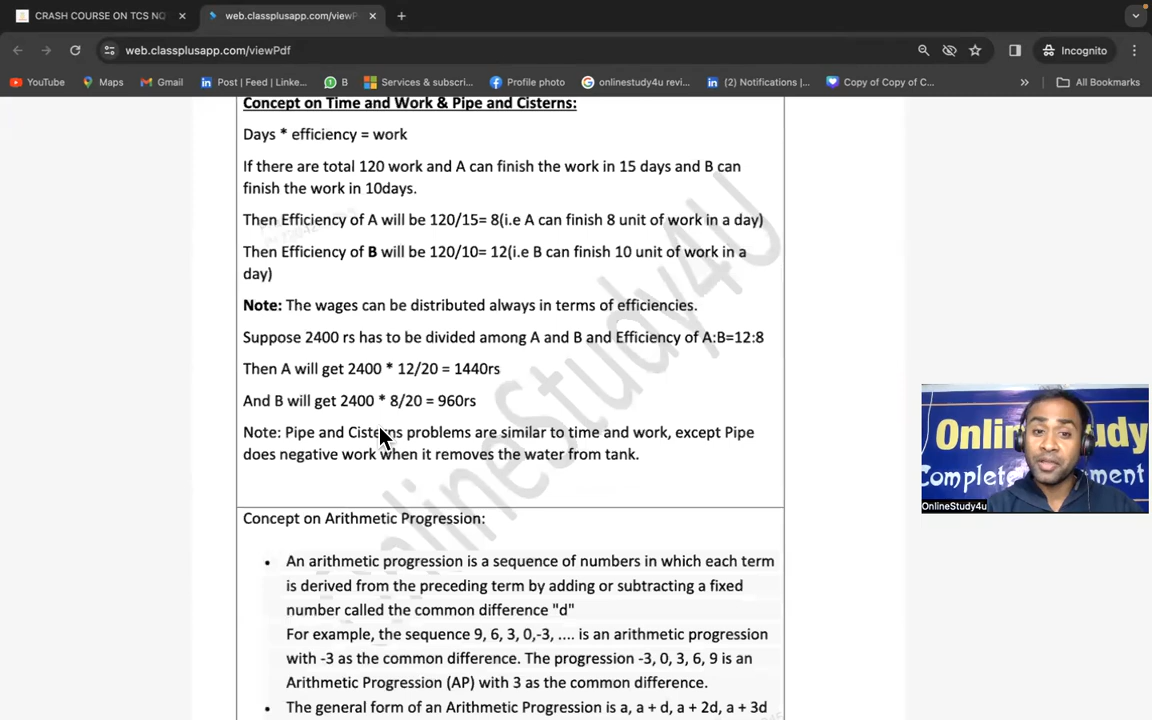 CRASH COURSE ON TCS NQ
web.classplusapp.com/viewP
web.classplusapp.com/viewPdf
Incognito
YouTube
Maps
Gmail
Post | Feed | Linke...
B
Services & subscri...
Profile photo
onlinestudy4u revi...
(2) Notifications |...
Copy of Copy of C...
All Bookmarks
Concept on Time and Work & Pipe and Cisterns:
Days * efficiency = work
If there are total 120 work and A can finish the work in 15 days and B can
finish the work in 10days.
Then Efficiency of A will be 120/15= 8(i.e A can finish 8 unit of work in a day)
Then Efficiency of B will be 120/10= 12(i.e B can finish 10 unit of work in a
day)
Note: The wages can be distributed always in terms of efficiencies.
Suppose 2400 rs has to be divided among A and B and Efficiency of A:B=12:8
Then A will get 2400 * 12/20 = 1440rs
And B will get 2400 * 8/20 = 960rs
Note: Pipe and Cisterns problems are similar to time and work, except Pipe
does negative work when it removes the water from tank.
Concept on Arithmetic Progression:
• An arithmetic progression is a sequence of numbers in which each term
is derived from the preceding term by adding or subtracting a fixed
number called the common difference "d"
For example, the sequence 9, 6, 3, 0,-3, .... is an arithmetic progression
with -3 as the common difference. The progression -3, 0, 3, 6, 9 is an
Arithmetic Progression (AP) with 3 as the common difference.
• The general form of an Arithmetic Progression is a, a + d, a + 2d, a + 3d
OnlineStudy4U
OnlineStudy4u